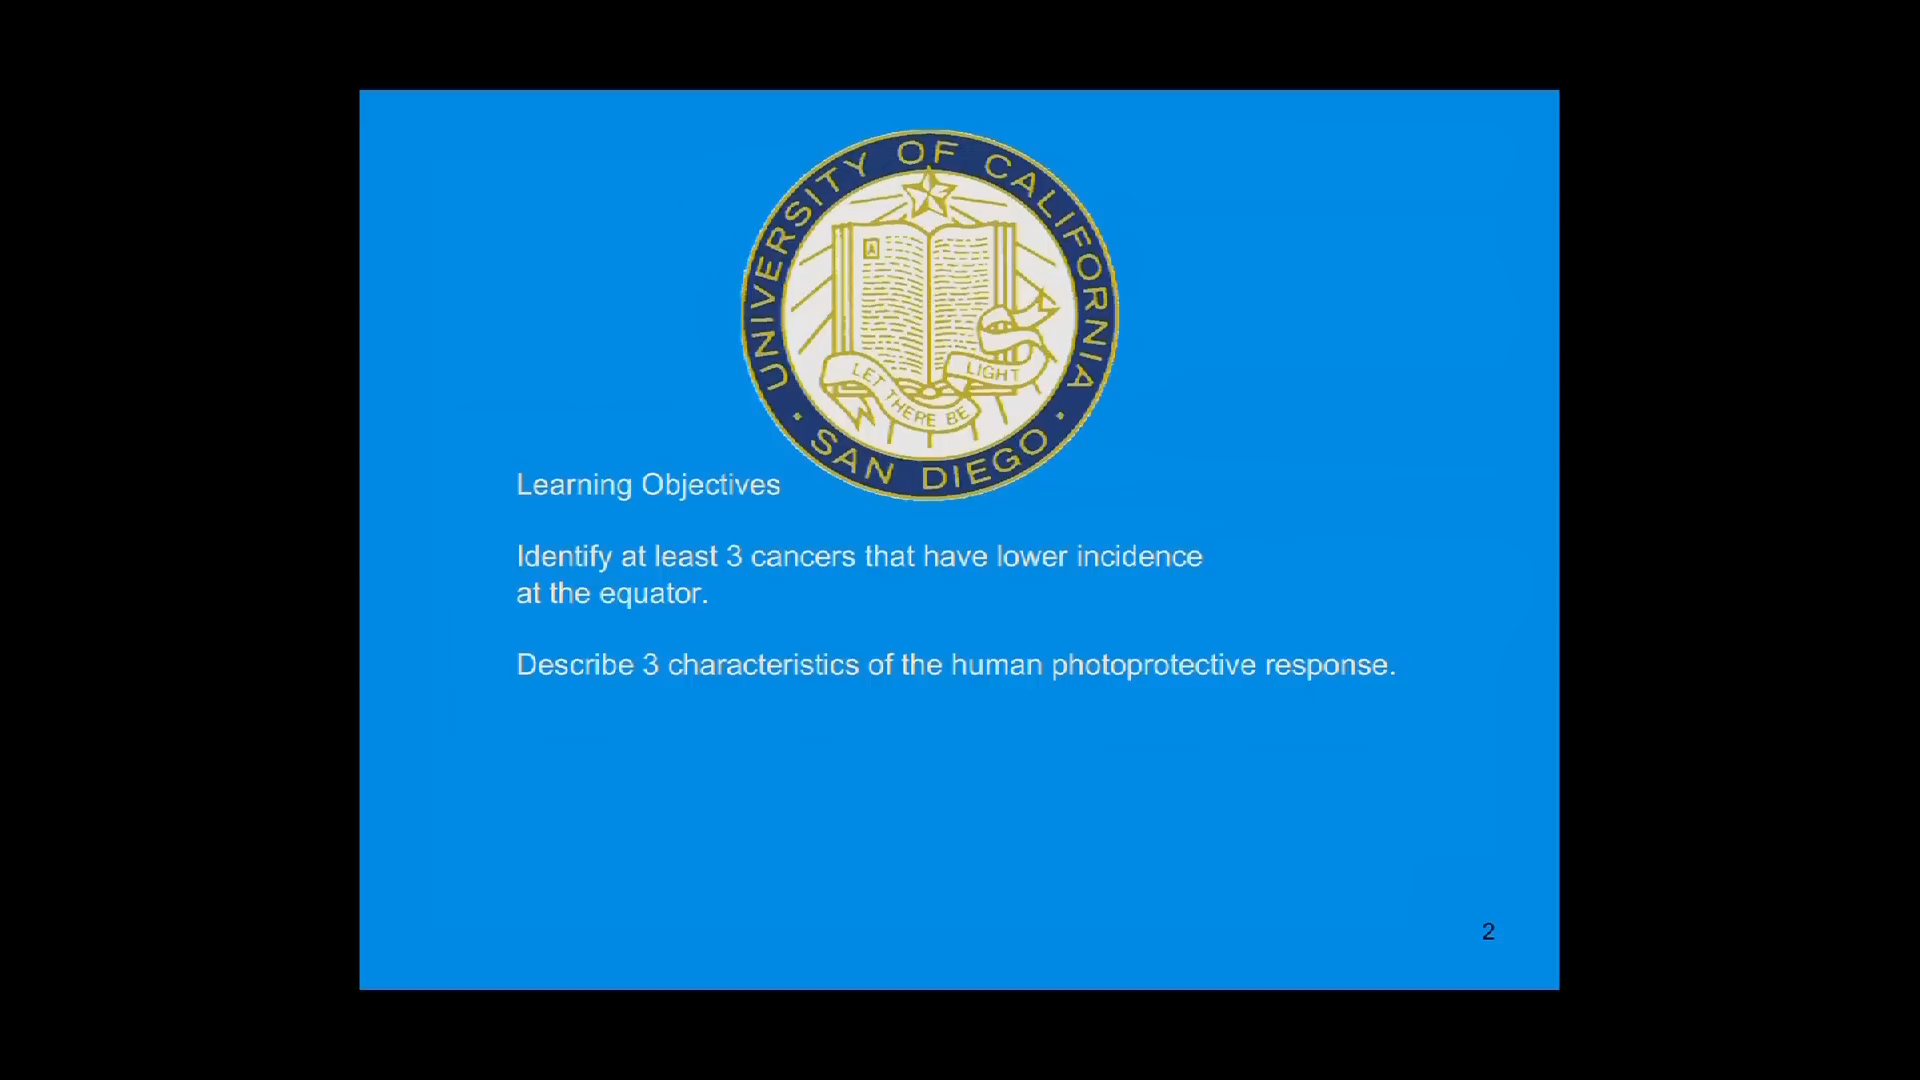 UNIVERSITY OF CALIFORNIA
SAN DIEGO
A
LET THERE BE LIGHT
Learning Objectives
Identify at least 3 cancers that have lower incidence
at the equator.
Describe 3 characteristics of the human photoprotective response.
2